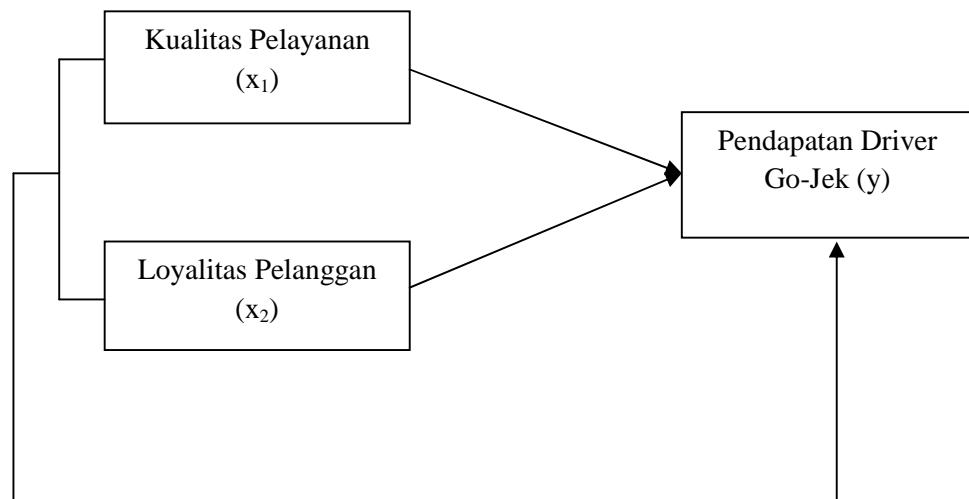 Kualitas Pelayanan
(x₁)
Pendapatan Driver
Go-Jek (y)
Loyalitas Pelanggan
(x₂)